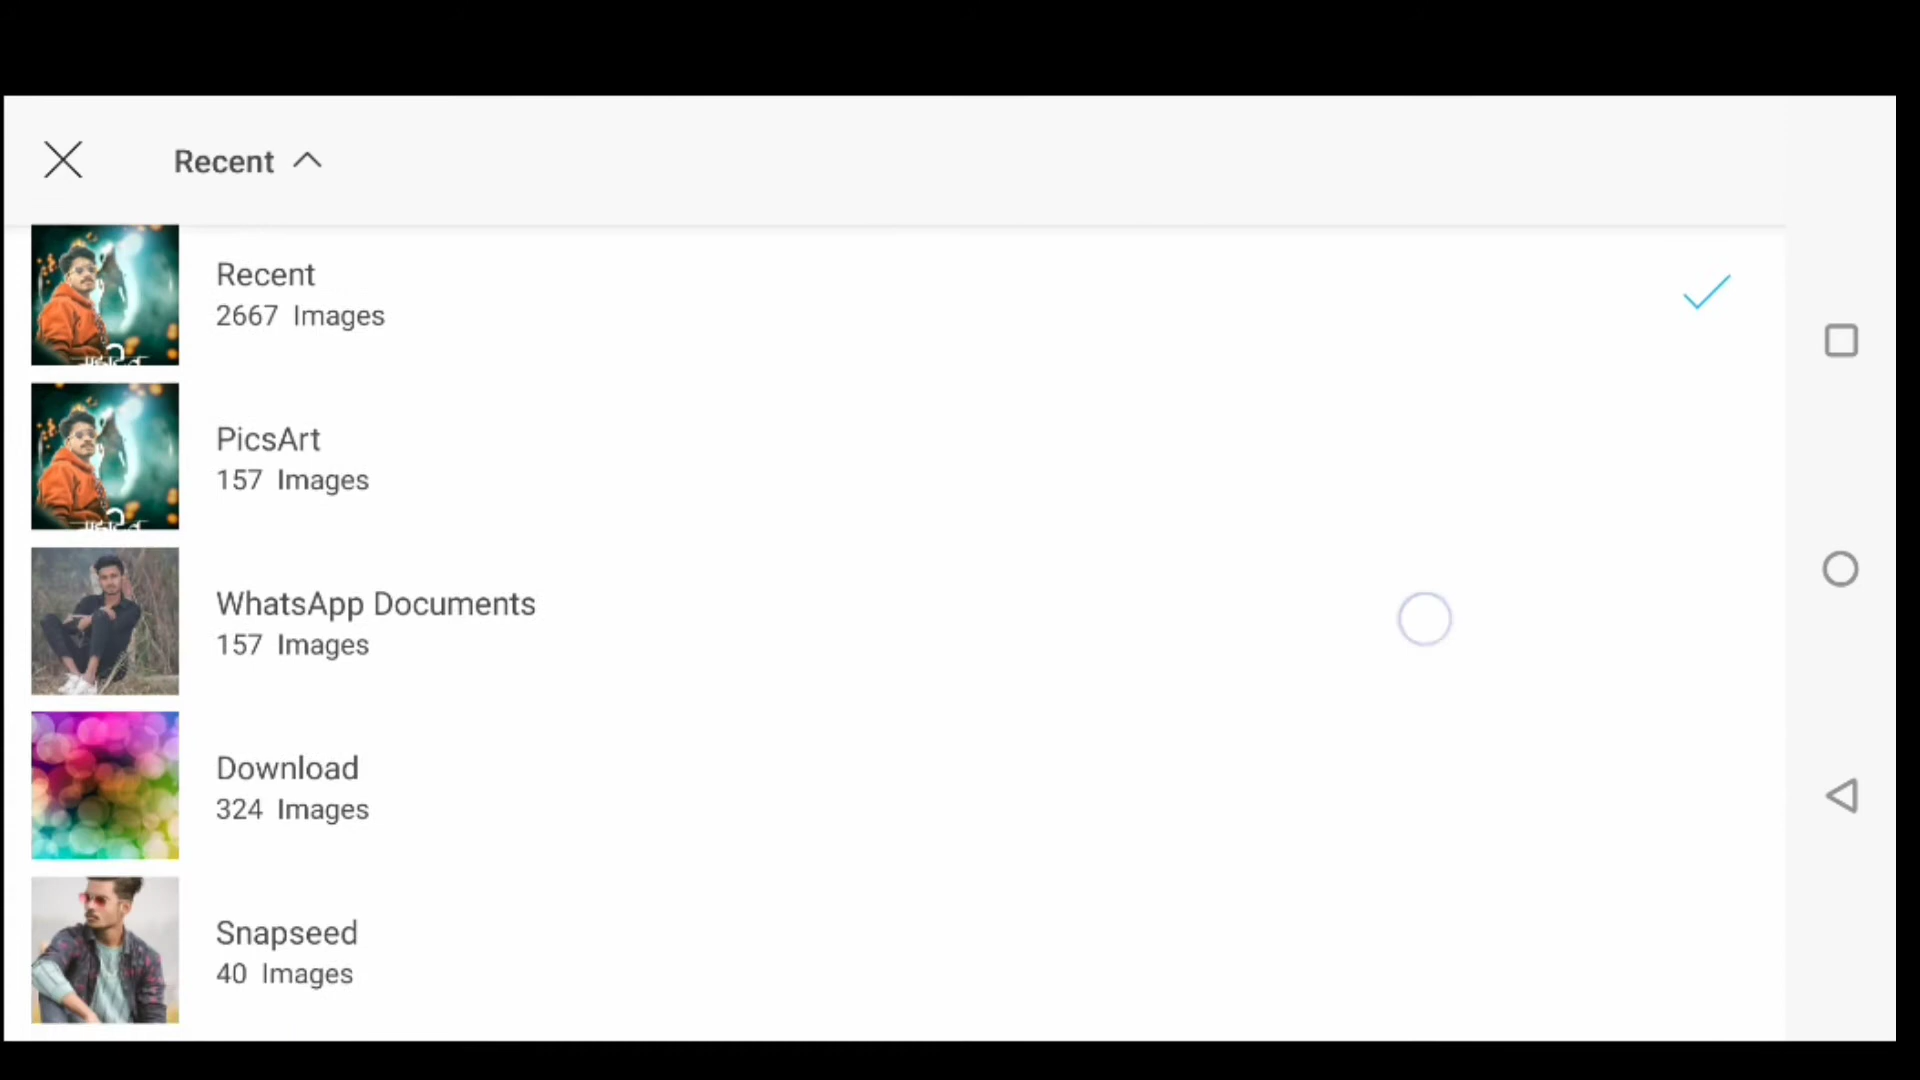 Recent
Recent
2667 Images
PicsArt
157 Images
WhatsApp Documents
157 Images
Download
324 Images
Snapseed
40 Images